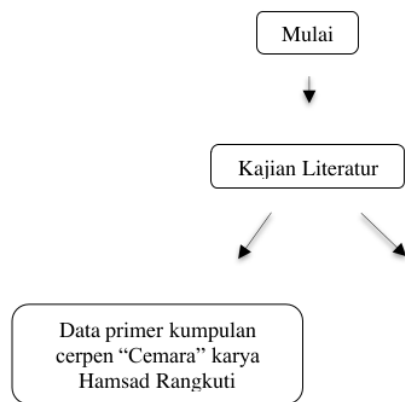 Mulai
Kajian Literatur
Data primer kumpulan
cerpen “Cemara” karya
Hamsad Rangkuti